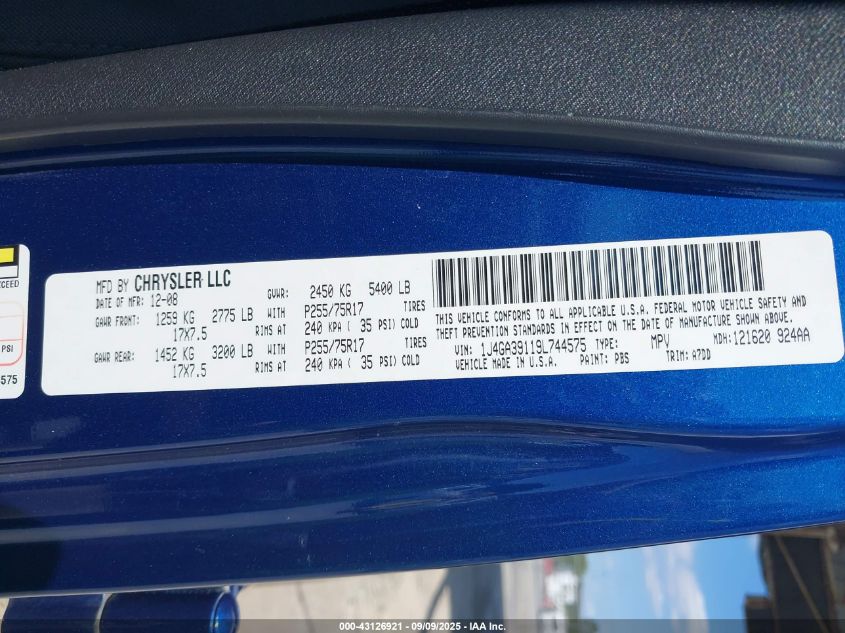 XCEED
PSI
4575
MFD BY CHRYSLER LLC
DATE OF MFR: 12-08 GVWR: 2450 KG 5400 LB
GAWR FRONT: 1259 KG 2775 LB WITH P255/75R17 TIRES
17X7.5 RIMS AT 240 KPA ( 35 PSI) COLD
GAWR REAR: 1452 KG 3200 LB WITH P255/75R17 TIRES
17X7.5 RIMS AT 240 KPA ( 35 PSI) COLD
THIS VEHICLE CONFORMS TO ALL APPLICABLE U.S.A. FEDERAL MOTOR VEHICLE SAFETY AND
THEFT PREVENTION STANDARDS IN EFFECT ON THE DATE OF MANUFACTURE SHOWN ABOVE.
VIN: 1J4GA39119L744575 TYPE: MPV MDH: 121620 924AA
VEHICLE MADE IN U.S.A. PAINT: PBS TRIM: A7DD
000-43126921 - 09/09/2025 - IAA Inc.